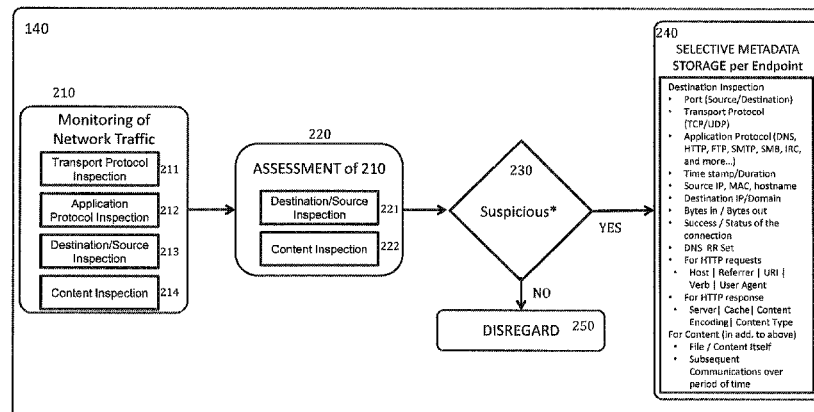 140
210
Monitoring of
Network Traffic
Transport Protocol
Inspection
211
Application
Protocol Inspection
212
Destination/Source
Inspection
213
Content Inspection
214
220
ASSESSMENT of 210
Destination/Source
Inspection
221
Content Inspection
222
230
Suspicious*
YES
NO
DISREGARD
250
240
SELECTIVE METADATA
STORAGE per Endpoint
Destination Inspection
• Port (Source/Destination)
• Transport Protocol
(TCP/UDP)
• Application Protocol (DNS,
HTTP, FTP, SMTP, SMB, IRC,
and more...)
• Time stamp/Duration
• Source IP, MAC, hostname
• Destination IP/Domain
• Bytes in / Bytes out
• Success / Status of the
connection
• DNS RR Set
• For HTTP requests
• Host | Referrer | URI |
Verb | User Agent
• For HTTP response
• Server| Cache| Content
Encoding| Content Type
For Content (in add. to above)
• File / Content Itself
• Subsequent
Communications over
period of time